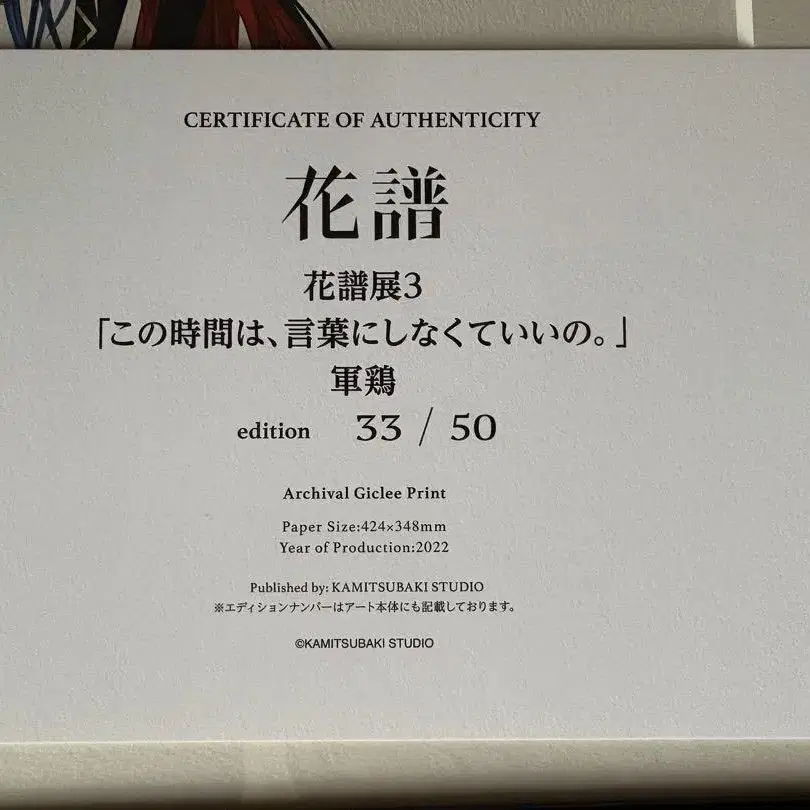 CERTIFICATE OF AUTHENTICITY
花譜
花譜展3
「この時間は、言葉にしなくていいの。」
軍鶏
edition 33 / 50
Archival Giclee Print
Paper Size:424×348mm
Year of Production:2022
Published by: KAMITSUBAKI STUDIO
※エディションナンバーはアート本体にも記載しております。
©KAMITSUBAKI STUDIO